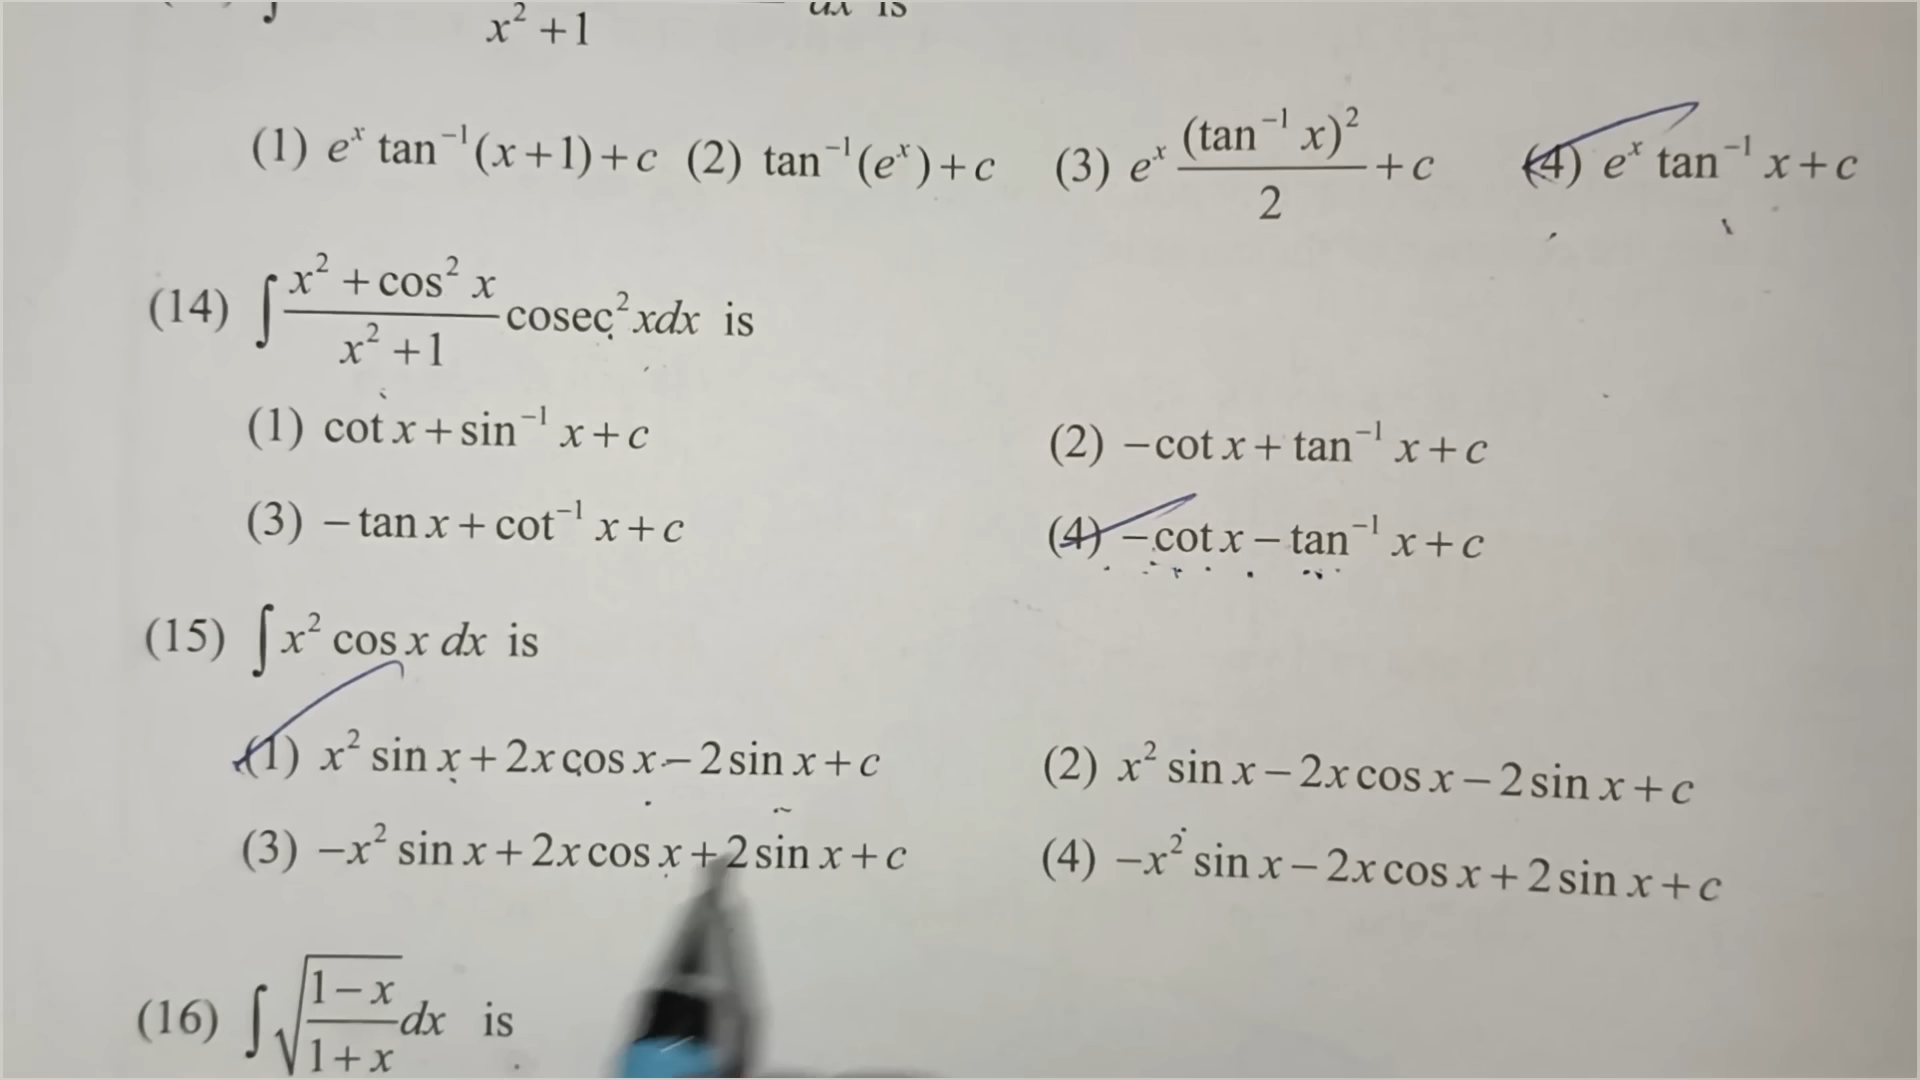 x² + 1 dx is
(1) eˣ tan⁻¹(x+1)+c (2) tan⁻¹(eˣ)+c (3) eˣ (tan⁻¹ x)²/2 + c (4) eˣ tan⁻¹ x+c
(14) ∫ (x² + cos² x)/(x² + 1) cosec² xdx is
(1) cot x + sin⁻¹ x + c (2) −cot x + tan⁻¹ x + c
(3) − tan x + cot⁻¹ x + c (4) −cot x − tan⁻¹ x + c
(15) ∫ x² cos x dx is
(1) x² sin x + 2x cos x − 2 sin x + c (2) x² sin x − 2x cos x − 2 sin x + c
(3) −x² sin x + 2x cos x + 2 sin x + c (4) −x² sin x − 2x cos x + 2 sin x + c
(16) ∫ √((1−x)/(1+x)) dx is